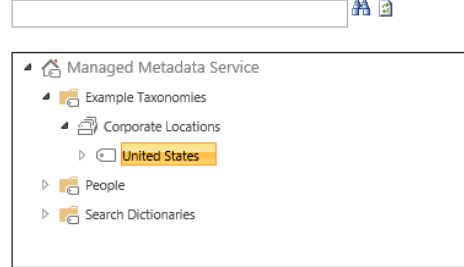 Managed Metadata Service
Example Taxonomies
Corporate Locations
United States
People
Search Dictionaries